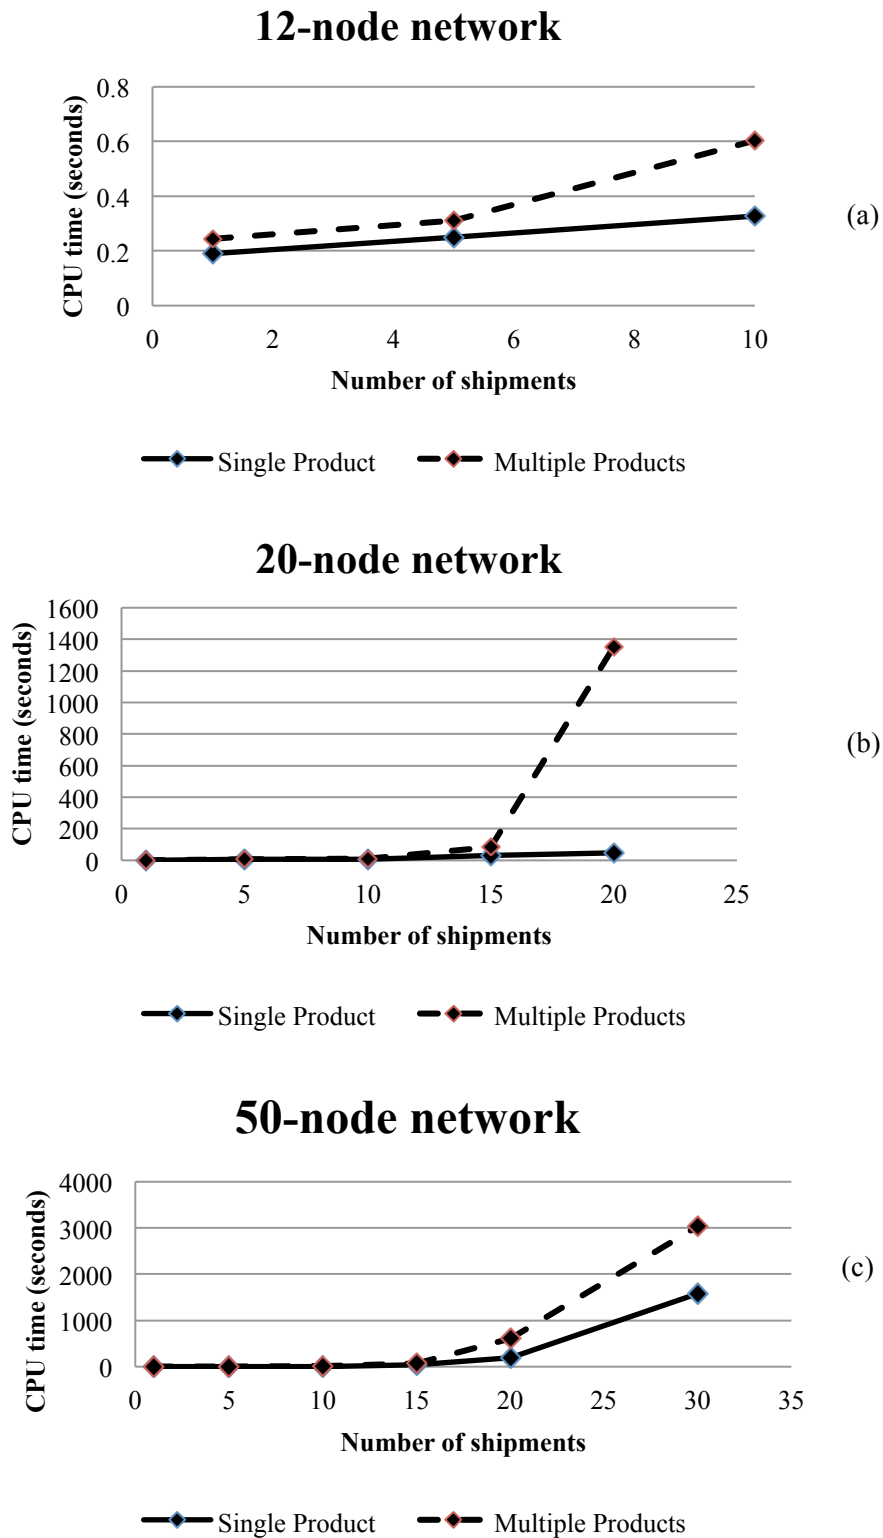 12-node network
0.8
0.6
0.4
0.2
0
CPU time (seconds)
0 2 4 6 8 10
Number of shipments
(a)
Single Product Multiple Products
20-node network
1600
1400
1200
1000
800
600
400
200
0
CPU time (seconds)
0 5 10 15 20 25
Number of shipments
(b)
Single Product Multiple Products
50-node network
4000
3000
2000
1000
0
CPU time (seconds)
0 5 10 15 20 25 30 35
Number of shipments
(c)
Single Product Multiple Products